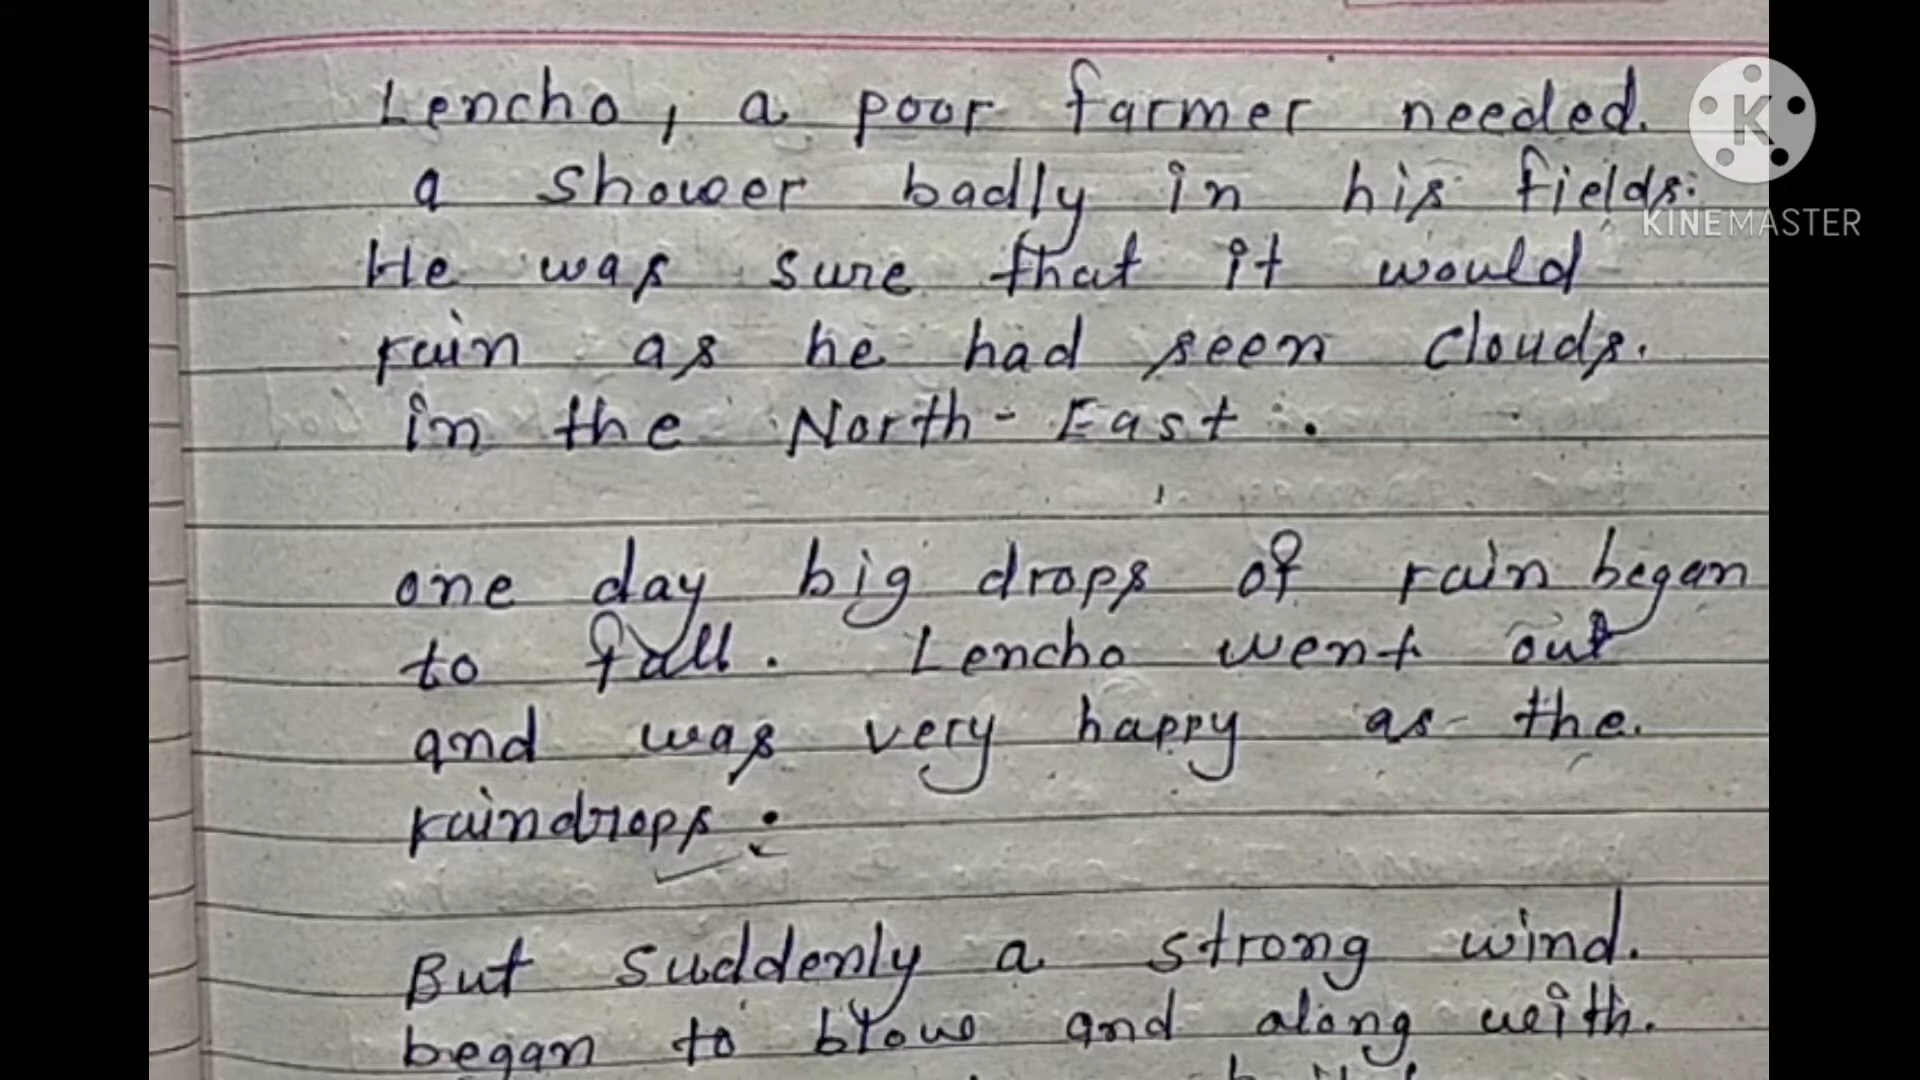 Lencho, a poor farmer needed.
K
a shower badly in his fields.
KINEMASTER
He was sure that it would
rain as he had seen clouds.
in the North-East.
one day big drops of rain began
to fall. Lencho went out
and was very happy as the.
raindrops.
But suddenly a strong wind.
began to blow and along with.